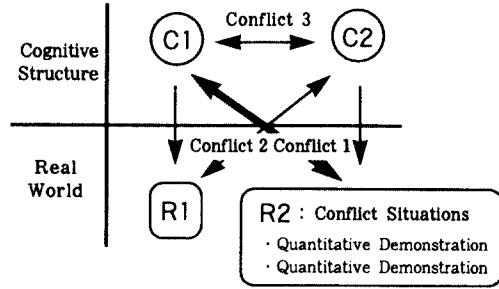 Conflict 3
Cognitive
Structure
C1
C2
Conflict 2 Conflict 1
Real
World
R1
R2 : Conflict Situations
· Quantitative Demonstration
· Quantitative Demonstration